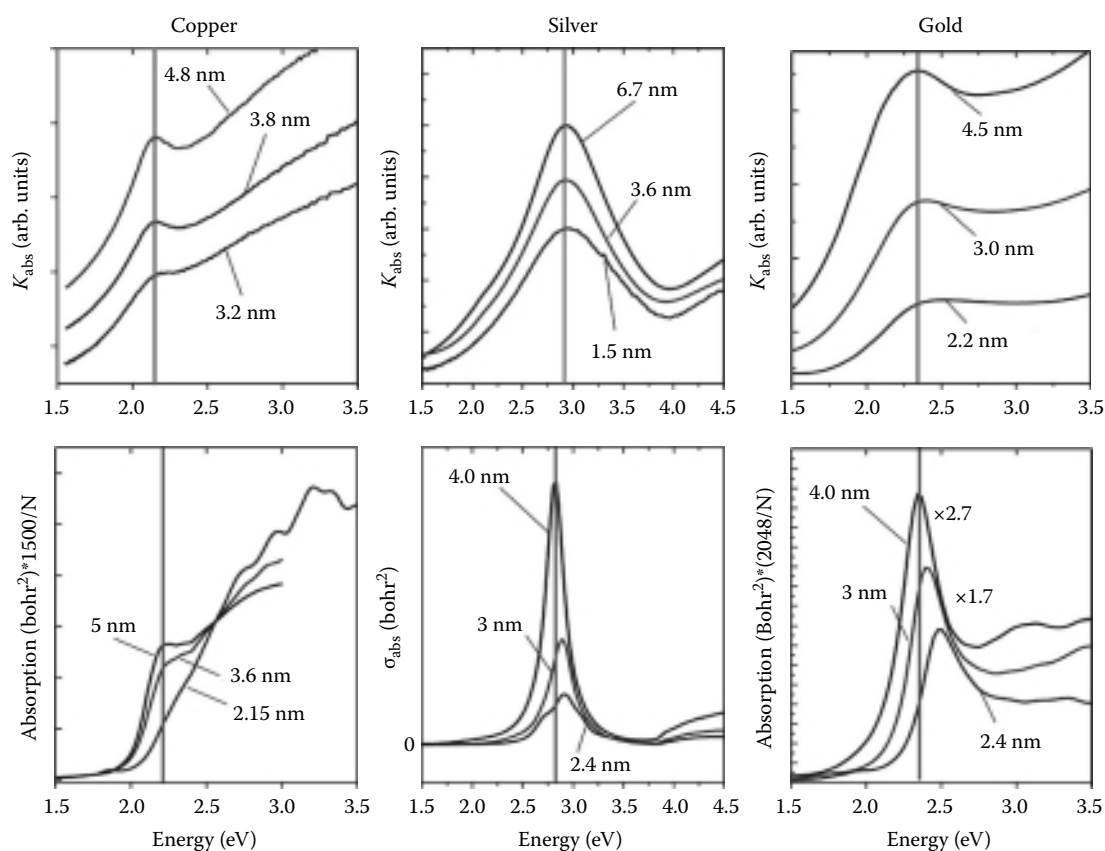 Copper
Silver
Gold
K_abs (arb. units)
4.8 nm
3.8 nm
3.2 nm
1.5 2.0 2.5 3.0 3.5
K_abs (arb. units)
6.7 nm
3.6 nm
1.5 nm
1.5 2.0 2.5 3.0 3.5 4.0 4.5
K_abs (arb. units)
4.5 nm
3.0 nm
2.2 nm
1.5 2.0 2.5 3.0 3.5
Absorption (bohr²)*1500/N
5 nm
3.6 nm
2.15 nm
1.5 2.0 2.5 3.0 3.5
Energy (eV)
σ_abs (bohr²)
0
4.0 nm
3 nm
2.4 nm
1.5 2.0 2.5 3.0 3.5 4.0 4.5
Energy (eV)
Absorption (Bohr²)*(2048/N)
4.0 nm
×2.7
3 nm
×1.7
2.4 nm
1.5 2.0 2.5 3.0 3.5
Energy (eV)